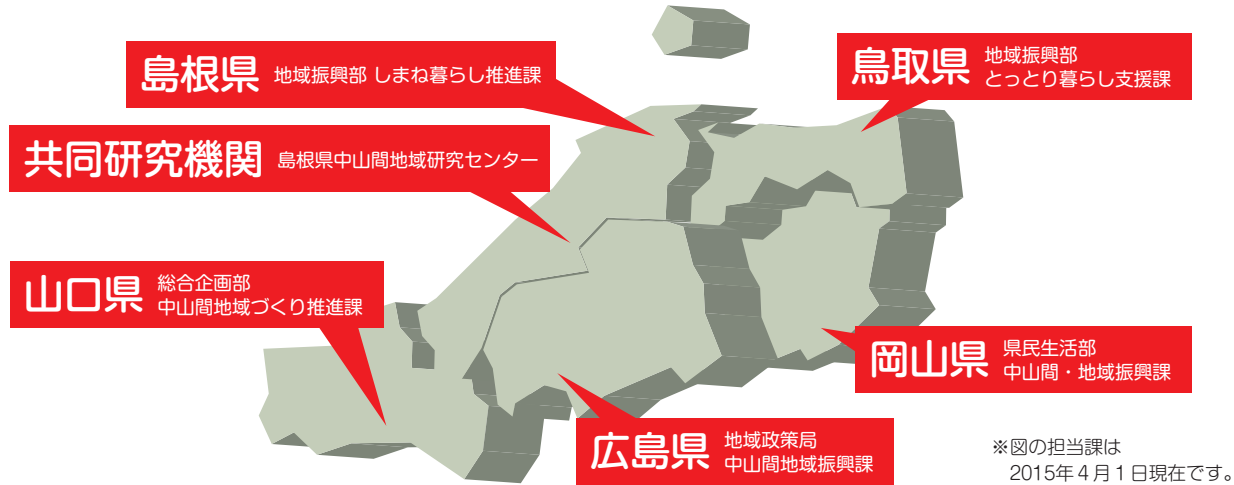 島根県 地域振興部 しまね暮らし推進課
鳥取県 地域振興部
とっとり暮らし支援課
共同研究機関 島根県中山間地域研究センター
山口県 総合企画部
中山間地域づくり推進課
岡山県 県民生活部
中山間・地域振興課
広島県 地域政策局
中山間地域振興課
※図の担当課は
2015年4月1日現在です。